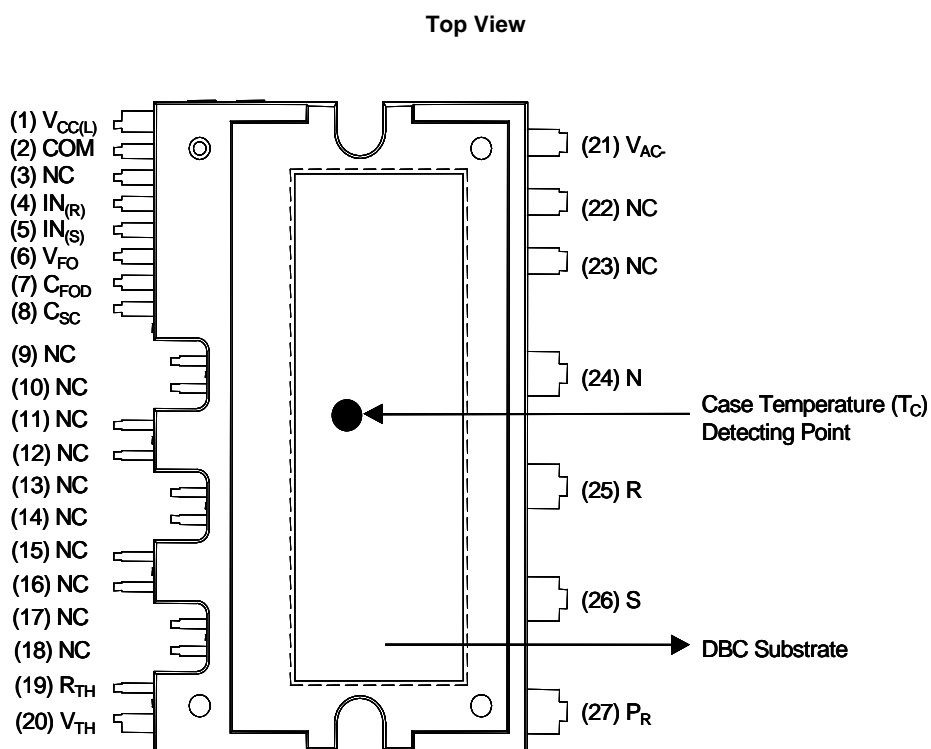 Top View
(1) VCC(L)
(2) COM
(3) NC
(4) IN(R)
(5) IN(S)
(6) VFO
(7) CFOD
(8) CSC
(9) NC
(10) NC
(11) NC
(12) NC
(13) NC
(14) NC
(15) NC
(16) NC
(17) NC
(18) NC
(19) RTH
(20) VTH
(21) VAC-
(22) NC
(23) NC
(24) N
Case Temperature (TC)
Detecting Point
(25) R
(26) S
DBC Substrate
(27) PR